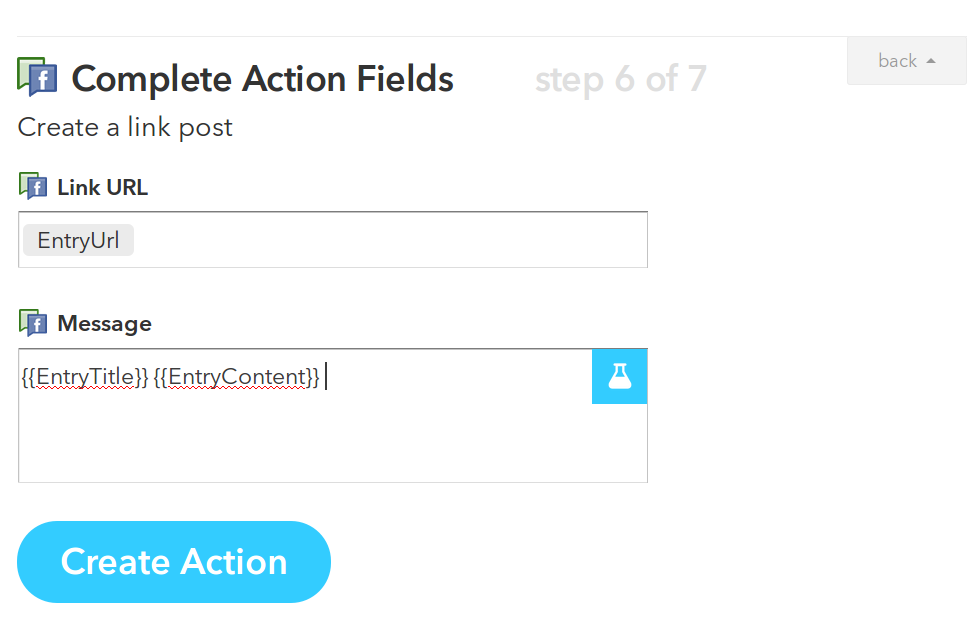 back
Complete Action Fields step 6 of 7
Create a link post
Link URL
EntryUrl
Message
{{EntryTitle}} {{EntryContent}}
Create Action